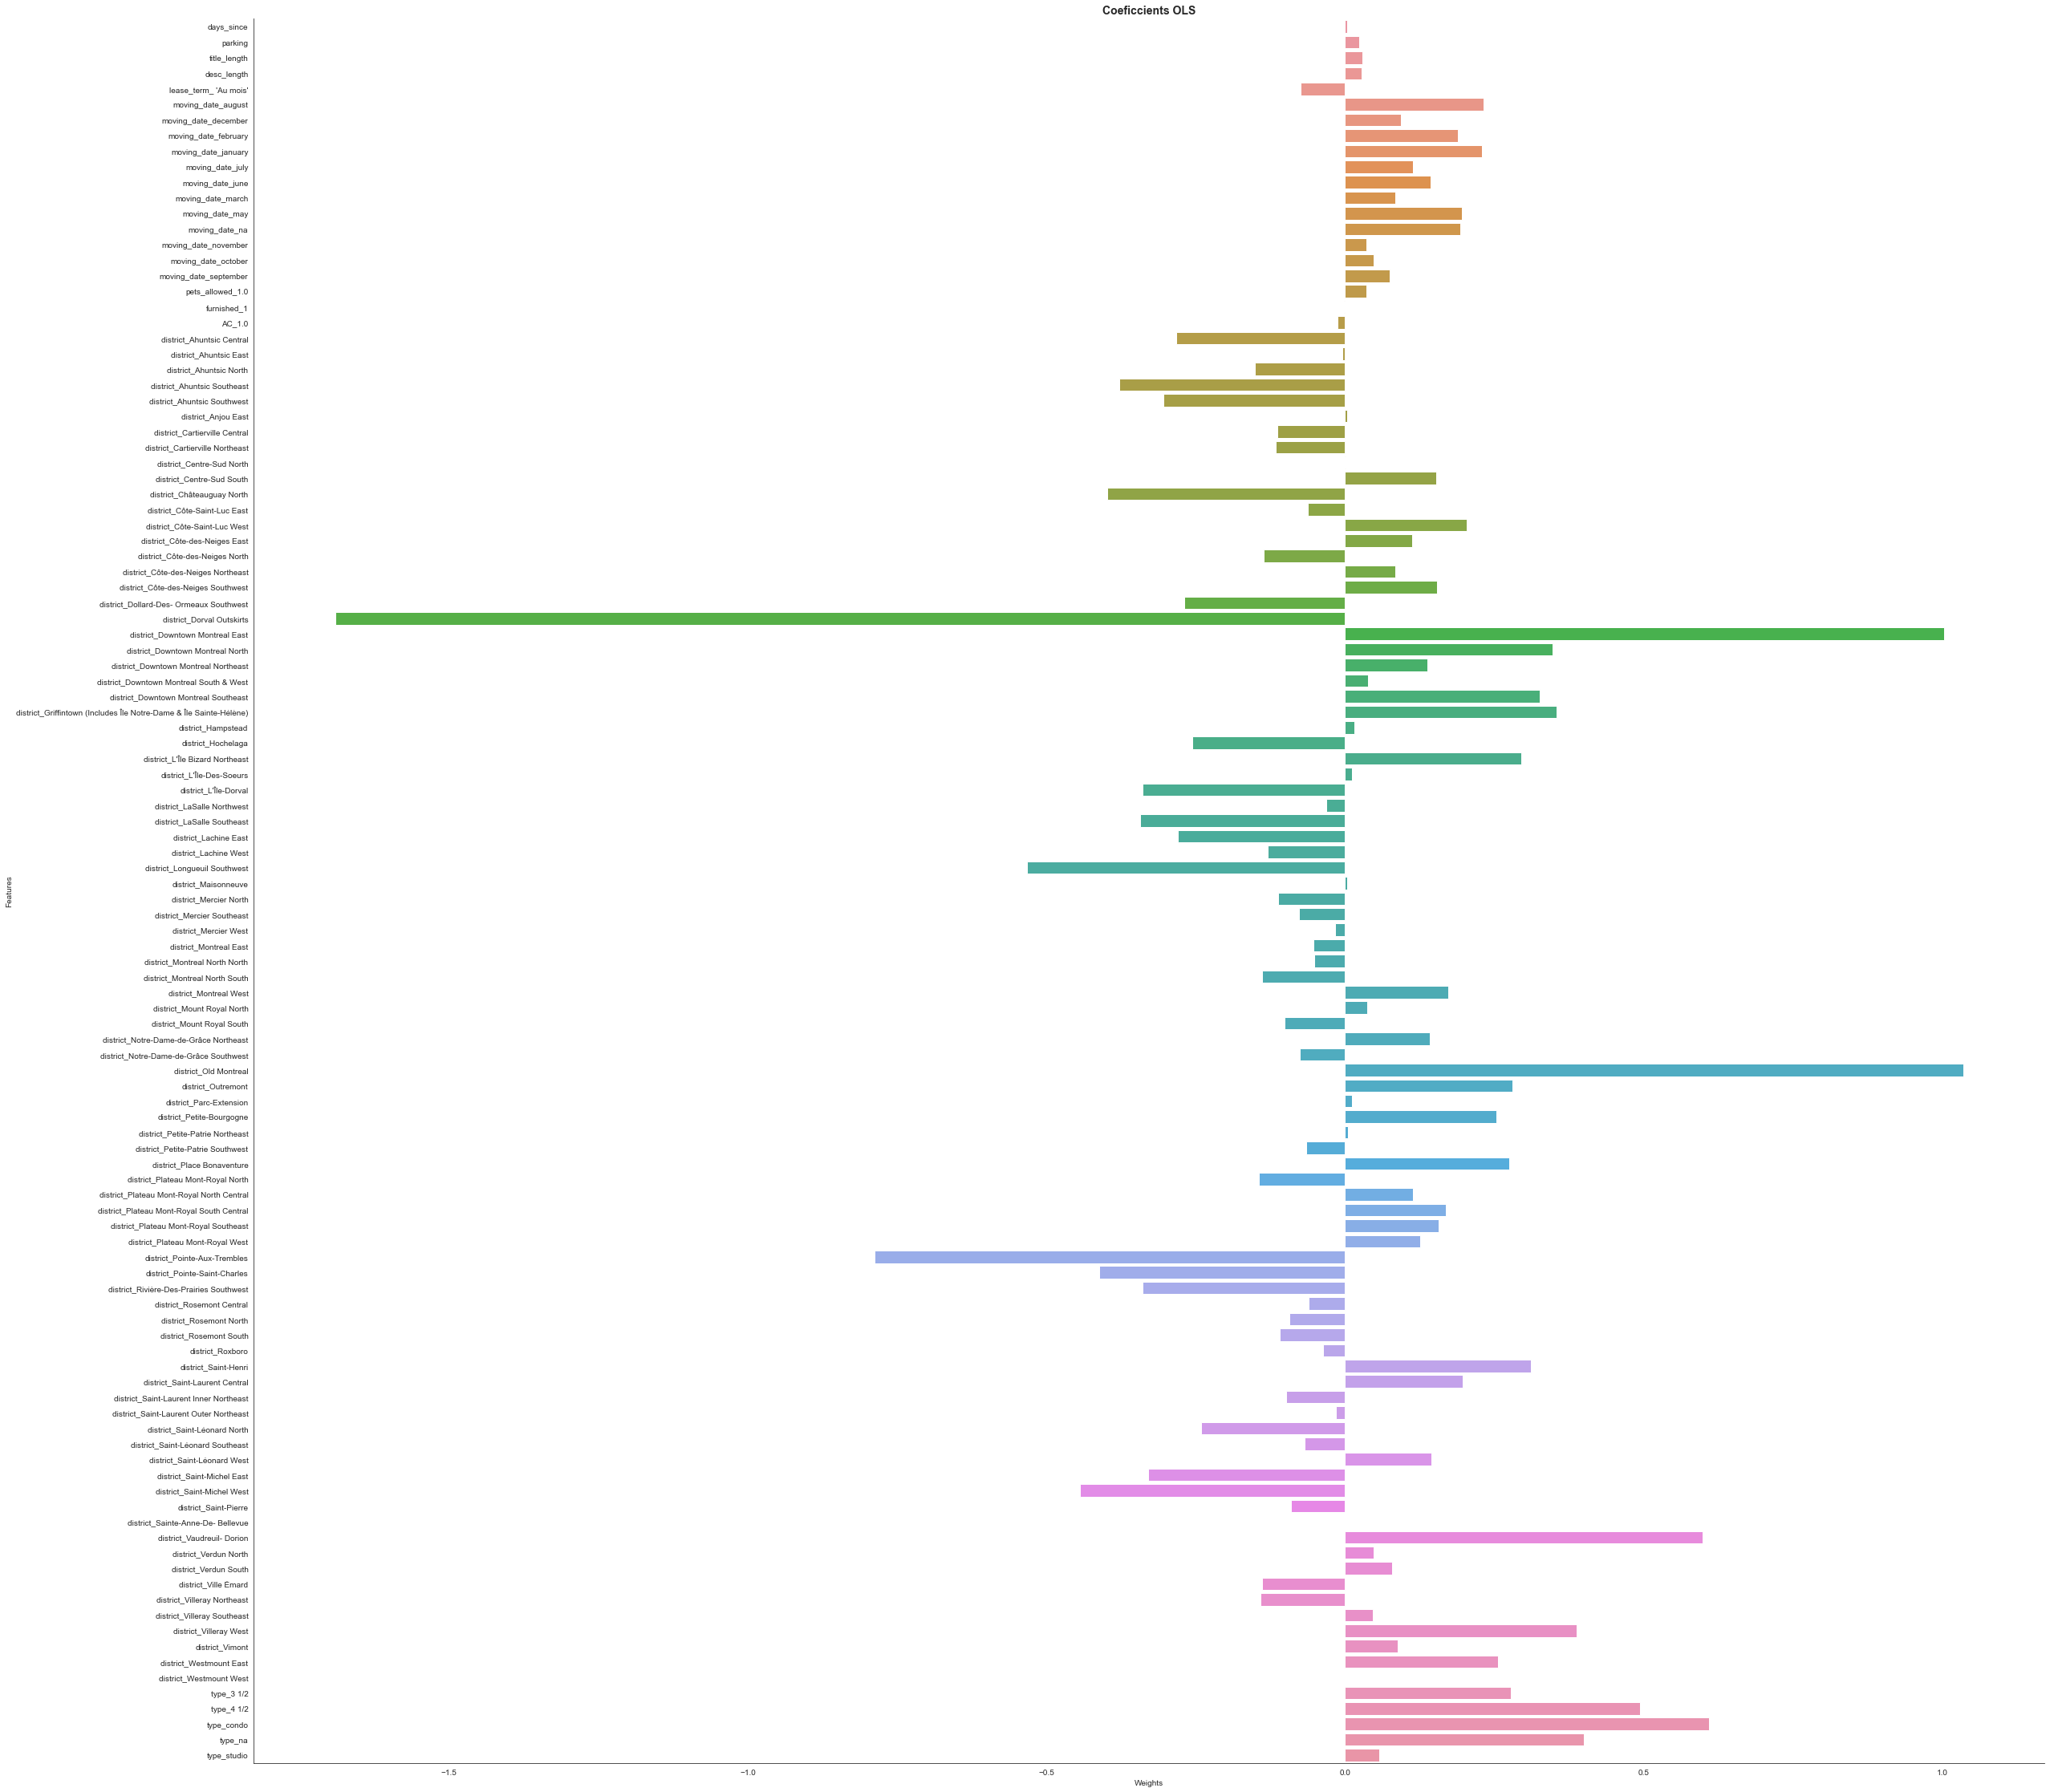 Coeficcients OLS
days_since
parking
title_length
desc_length
lease_term_ 'Au mois'
moving_date_august
moving_date_december
moving_date_february
moving_date_january
moving_date_july
moving_date_june
moving_date_march
moving_date_may
moving_date_na
moving_date_november
moving_date_october
moving_date_september
pets_allowed_1.0
furnished_1
AC_1.0
district_Ahuntsic Central
district_Ahuntsic East
district_Ahuntsic North
district_Ahuntsic Southeast
district_Ahuntsic Southwest
district_Anjou East
district_Cartierville Central
district_Cartierville Northeast
district_Centre-Sud North
district_Centre-Sud South
district_Châteauguay North
district_Côte-Saint-Luc East
district_Côte-Saint-Luc West
district_Côte-des-Neiges East
district_Côte-des-Neiges North
district_Côte-des-Neiges Northeast
district_Côte-des-Neiges Southwest
district_Dollard-Des- Ormeaux Southwest
district_Dorval Outskirts
district_Downtown Montreal East
district_Downtown Montreal North
district_Downtown Montreal Northeast
district_Downtown Montreal South & West
district_Downtown Montreal Southeast
district_Griffintown (Includes Île Notre-Dame & Île Sainte-Hélène)
district_Hampstead
district_Hochelaga
district_L'Île Bizard Northeast
district_L'Île-Des-Soeurs
district_L'Île-Dorval
district_LaSalle Northwest
district_LaSalle Southeast
district_Lachine East
district_Lachine West
district_Longueuil Southwest
district_Maisonneuve
district_Mercier North
district_Mercier Southeast
district_Mercier West
district_Montreal East
district_Montreal North North
district_Montreal North South
district_Montreal West
district_Mount Royal North
district_Mount Royal South
district_Notre-Dame-de-Grâce Northeast
district_Notre-Dame-de-Grâce Southwest
district_Old Montreal
district_Outremont
district_Parc-Extension
district_Petite-Bourgogne
district_Petite-Patrie Northeast
district_Petite-Patrie Southwest
district_Place Bonaventure
district_Plateau Mont-Royal North
district_Plateau Mont-Royal North Central
district_Plateau Mont-Royal South Central
district_Plateau Mont-Royal Southeast
district_Plateau Mont-Royal West
district_Pointe-Aux-Trembles
district_Pointe-Saint-Charles
district_Rivière-Des-Prairies Southwest
district_Rosemont Central
district_Rosemont North
district_Rosemont South
district_Roxboro
district_Saint-Henri
district_Saint-Laurent Central
district_Saint-Laurent Inner Northeast
district_Saint-Laurent Outer Northeast
district_Saint-Léonard North
district_Saint-Léonard Southeast
district_Saint-Léonard West
district_Saint-Michel East
district_Saint-Michel West
district_Saint-Pierre
district_Sainte-Anne-De- Bellevue
district_Vaudreuil- Dorion
district_Verdun North
district_Verdun South
district_Ville Émard
district_Villeray Northeast
district_Villeray Southeast
district_Villeray West
district_Vimont
district_Westmount East
district_Westmount West
type_3 1/2
type_4 1/2
type_condo
type_na
type_studio
Features
−1.5 −1.0 −0.5 0.0 0.5 1.0
Weights